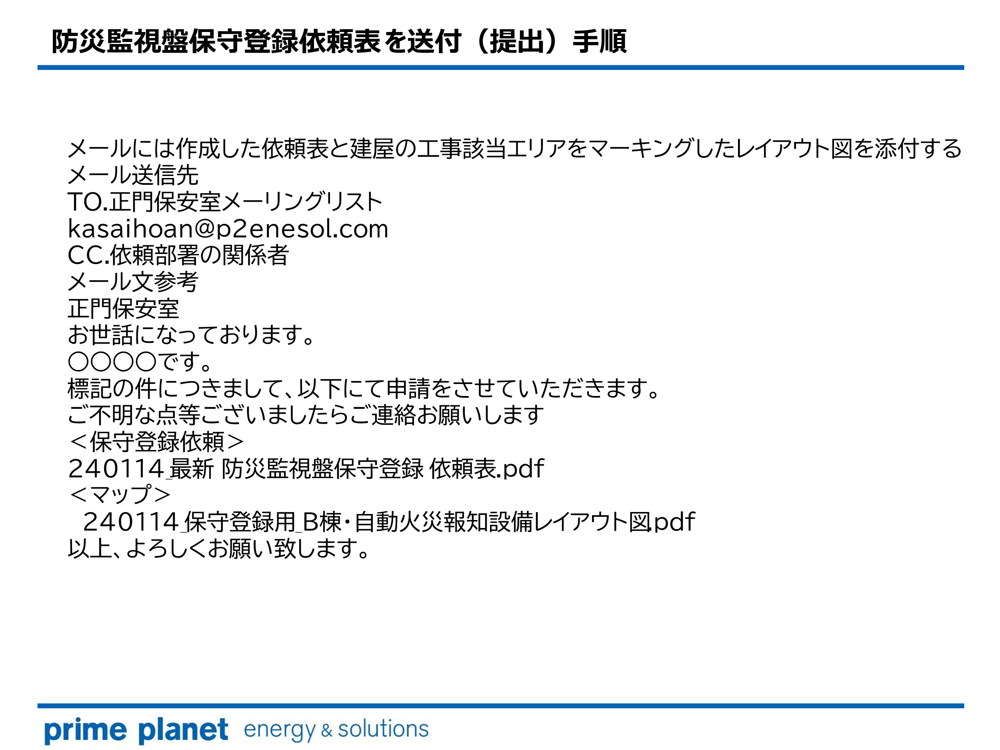 防災監視盤保守登録依頼表を送付（提出）手順
メールには作成した依頼表と建屋の工事該当エリアをマーキングしたレイアウト図を添付する
メール送信先
TO.正門保安室メーリングリスト
kasaihoan@p2enesol.com
CC.依頼部署の関係者
メール文参考
正門保安室
お世話になっております。
〇〇〇〇です。
標記の件につきまして、以下にて申請をさせていただきます。
ご不明な点等ございましたらご連絡お願いします
＜保守登録依頼＞
240114_最新 防災監視盤保守登録 依頼表.pdf
＜マップ＞
240114_保守登録用_B棟・自動火災報知設備レイアウト図.pdf
以上、よろしくお願い致します。
prime planet energy & solutions